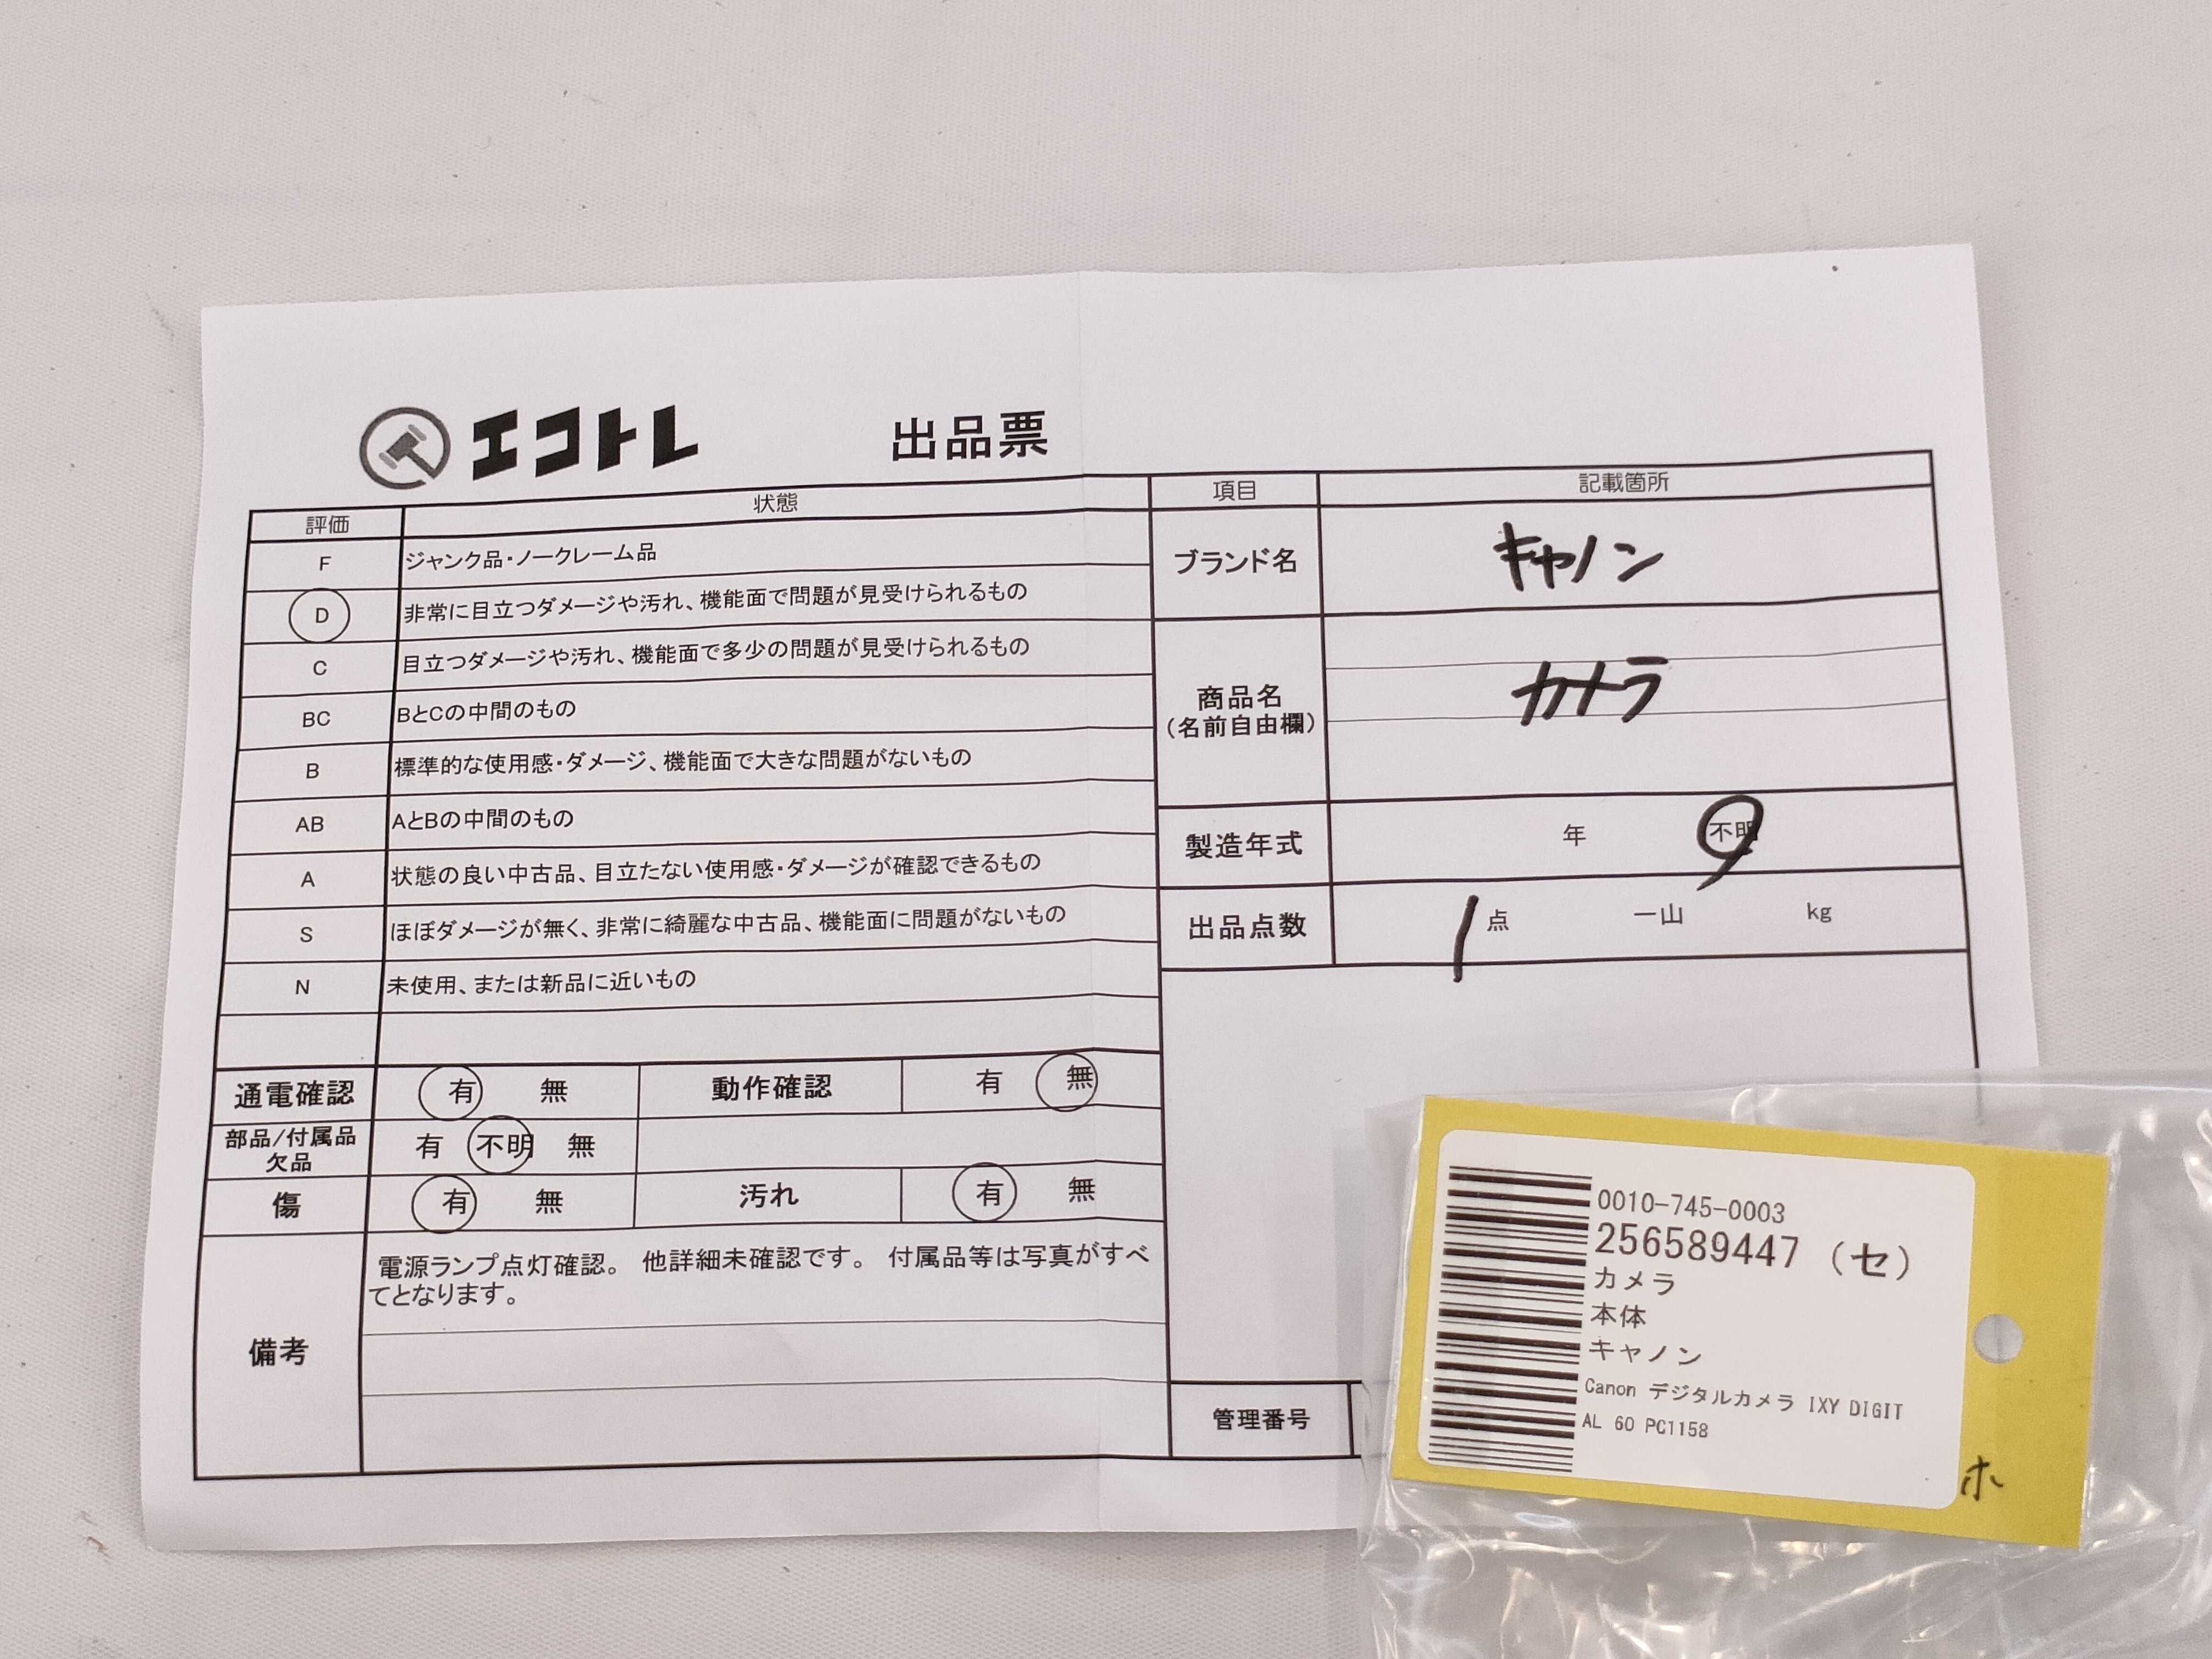 エコトレ 出品票
評価 状態
F ジャンク品・ノークレーム品
D 非常に目立つダメージや汚れ、機能面で問題が見受けられるもの
C 目立つダメージや汚れ、機能面で多少の問題が見受けられるもの
BC BとCの中間のもの
B 標準的な使用感・ダメージ、機能面で大きな問題がないもの
AB AとBの中間のもの
A 状態の良い中古品、目立たない使用感・ダメージが確認できるもの
S ほぼダメージが無く、非常に綺麗な中古品、機能面に問題がないもの
N 未使用、または新品に近いもの
通電確認 有 無 動作確認 有 無
部品/付属品
欠品 有 不明 無
傷 有 無 汚れ 有 無
備考
電源ランプ点灯確認。 他詳細未確認です。 付属品等は写真がすべ
てとなります。
項目 記載箇所
ブランド名 キャノン
商品名
(名前自由欄)
カメラ
製造年式 年 不明
出品点数 1 点 一山 kg
管理番号
0010-745-0003
256589447 (セ)
カメラ
本体
キャノン
Canon デジタルカメラ IXY DIGIT
AL 60 PC1158
ホ